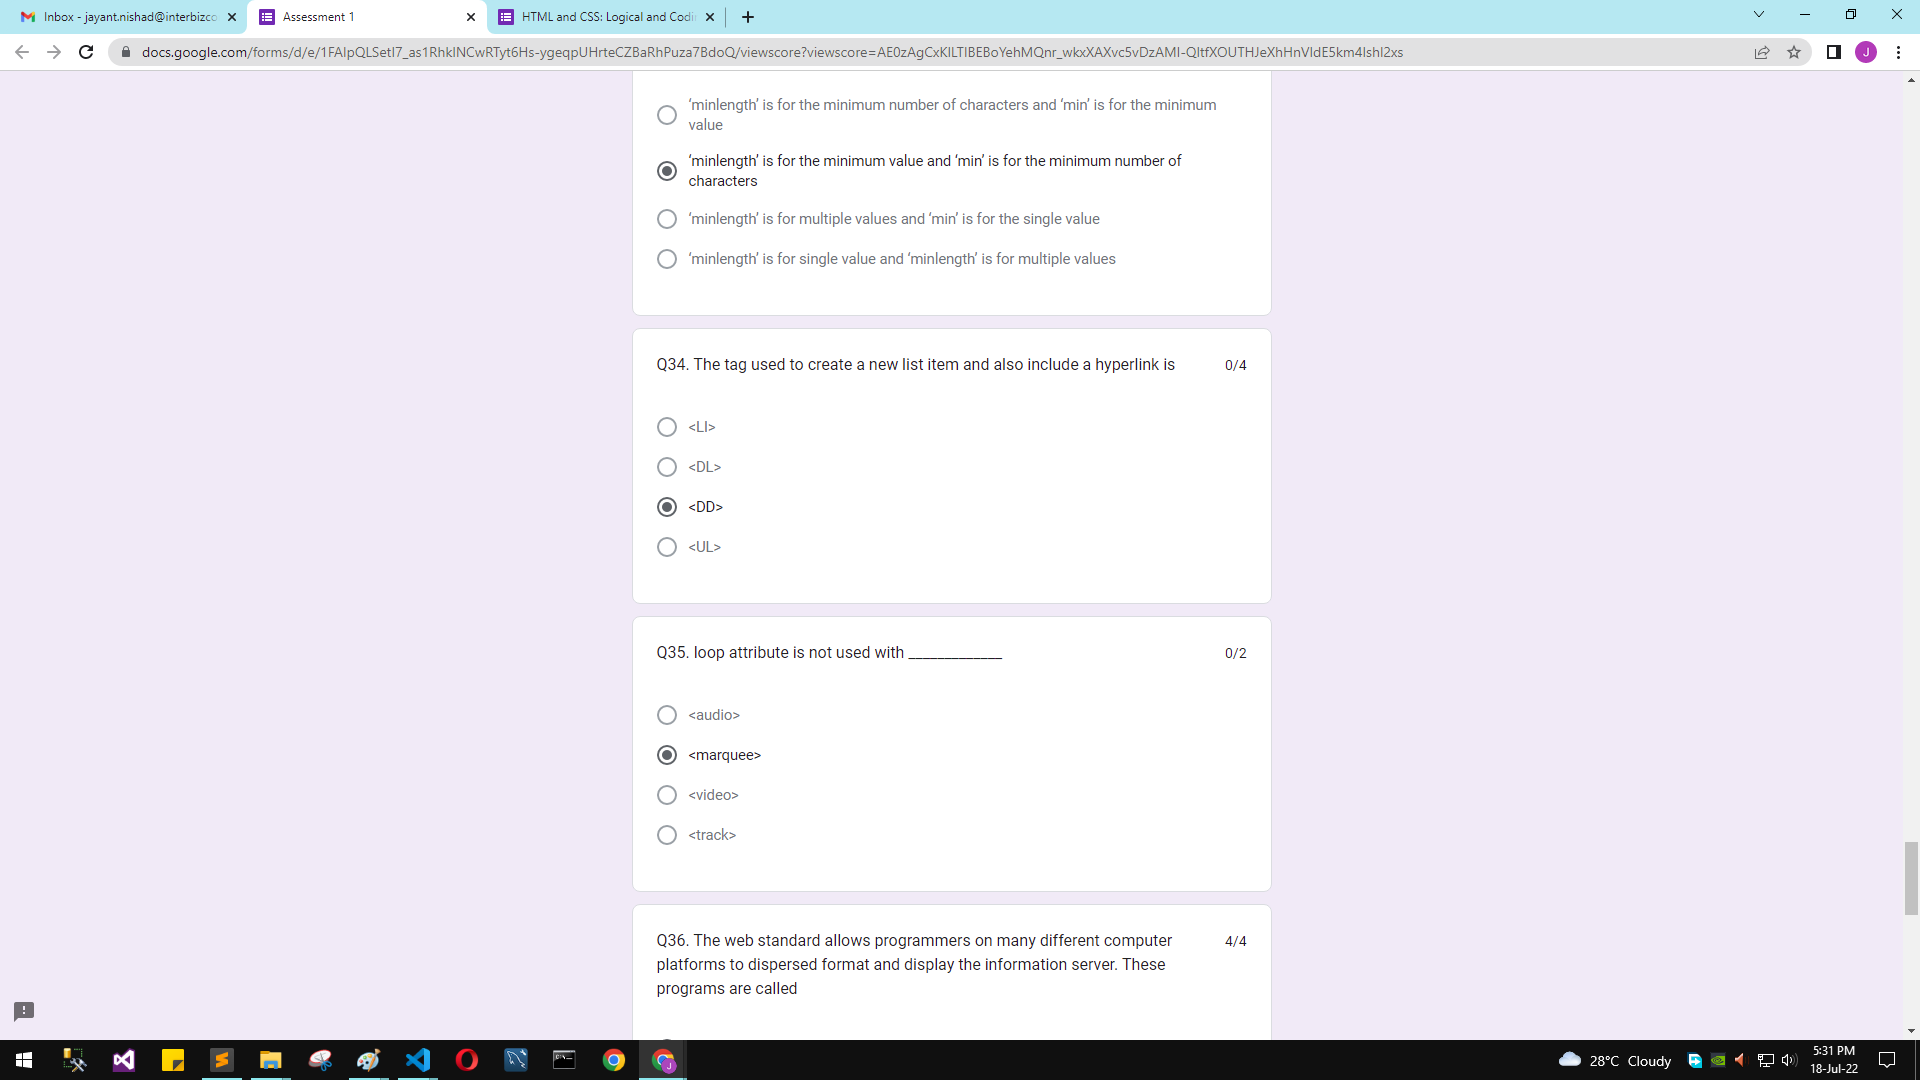 Inbox - jayant.nishad@interbizco
Assessment 1
HTML and CSS: Logical and Codi
docs.google.com/forms/d/e/1FAIpQLSetI7_as1RhkINCwRTyt6Hs-ygeqpUHrteCZBaRhPuza7BdoQ/viewscore?viewscore=AE0zAgCxKILTIBEBoYehMQnr_wkxXAXvc5vDzAMI-QltfXOUTHJeXhHnVIdE5km4lshI2xs
J
‘minlength’ is for the minimum number of characters and ‘min’ is for the minimum
value
‘minlength’ is for the minimum value and ‘min’ is for the minimum number of
characters
‘minlength’ is for multiple values and ‘min’ is for the single value
‘minlength’ is for single value and ‘minlength’ is for multiple values
Q34. The tag used to create a new list item and also include a hyperlink is
0/4
<LI>
<DL>
<DD>
<UL>
Q35. loop attribute is not used with _____________
0/2
<audio>
<marquee>
<video>
<track>
Q36. The web standard allows programmers on many different computer
4/4
platforms to dispersed format and display the information server. These
programs are called
28°C Cloudy
5:31 PM
18-Jul-22